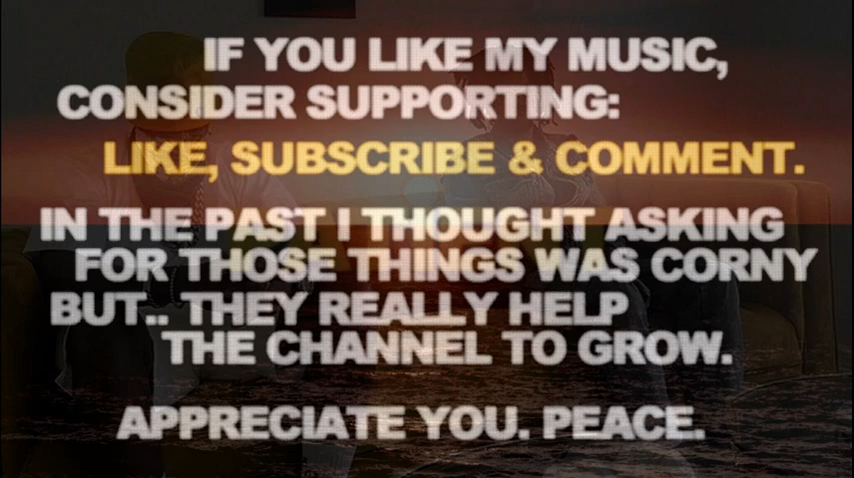 IF YOU LIKE MY MUSIC,
CONSIDER SUPPORTING:
LIKE, SUBSCRIBE & COMMENT.
IN THE PAST I THOUGHT ASKING
FOR THOSE THINGS WAS CORNY
BUT.. THEY REALLY HELP
THE CHANNEL TO GROW.
APPRECIATE YOU. PEACE.